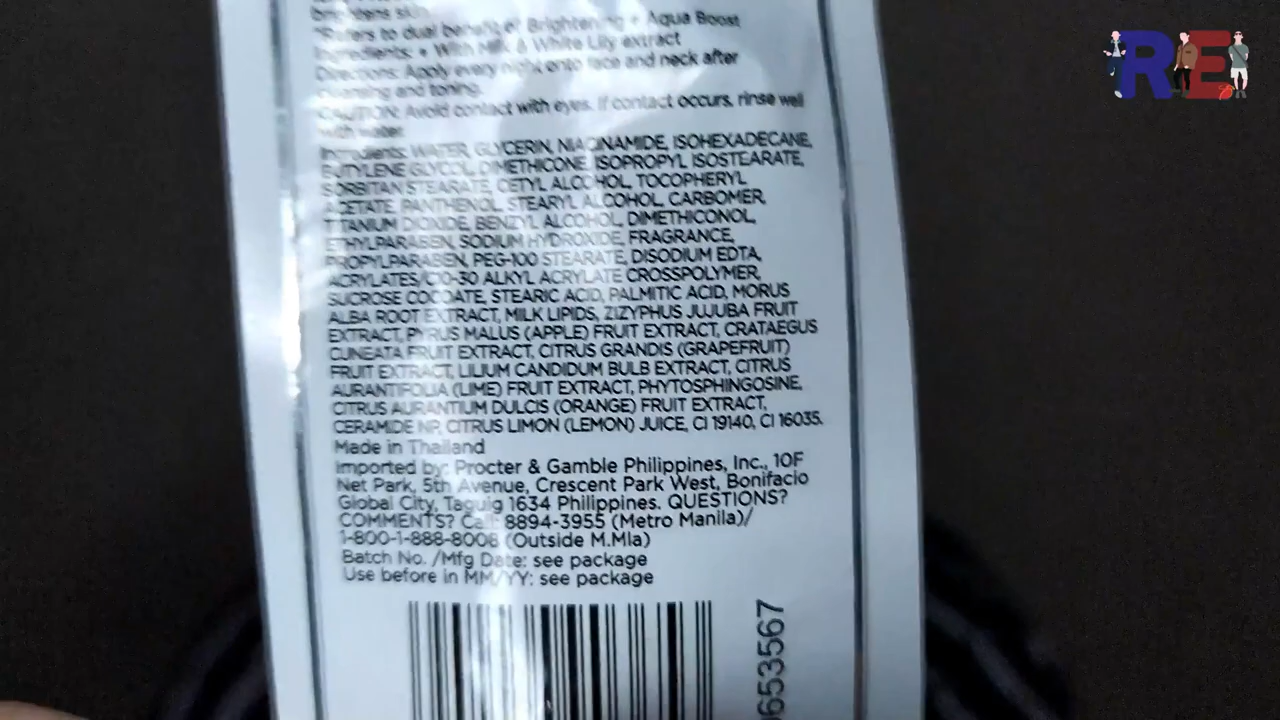 brightens skin.
*Refers to dual benefit of Brightening + Aqua Boost
Ingredients: • With Milk & White Lily extract
Directions: Apply every night onto face and neck after
cleansing and toning.
CAUTION: Avoid contact with eyes. If contact occurs, rinse well
with water.
Ingredients: WATER, GLYCERIN, NIACINAMIDE, ISOHEXADECANE,
BUTYLENE GLYCOL, DIMETHICONE, ISOPROPYL ISOSTEARATE,
SORBITAN STEARATE, CETYL ALCOHOL, TOCOPHERYL
ACETATE, PANTHENOL, STEARYL ALCOHOL, CARBOMER,
TITANIUM DIOXIDE, BENZYL ALCOHOL, DIMETHICONOL,
ETHYLPARABEN, SODIUM HYDROXIDE, FRAGRANCE,
PROPYLPARABEN, PEG-100 STEARATE, DISODIUM EDTA,
ACRYLATES/C10-30 ALKYL ACRYLATE CROSSPOLYMER,
SUCROSE COCOATE, STEARIC ACID, PALMITIC ACID, MORUS
ALBA ROOT EXTRACT, MILK LIPIDS, ZIZYPHUS JUJUBA FRUIT
EXTRACT, PYRUS MALUS (APPLE) FRUIT EXTRACT, CRATAEGUS
CUNEATA FRUIT EXTRACT, CITRUS GRANDIS (GRAPEFRUIT)
FRUIT EXTRACT, LILIUM CANDIDUM BULB EXTRACT, CITRUS
AURANTIFOLIA (LIME) FRUIT EXTRACT, PHYTOSPHINGOSINE,
CITRUS AURANTIUM DULCIS (ORANGE) FRUIT EXTRACT,
CERAMIDE NP, CITRUS LIMON (LEMON) JUICE, CI 19140, CI 16035.
Made in Thailand
Imported by: Procter & Gamble Philippines, Inc., 10F
Net Park, 5th Avenue, Crescent Park West, Bonifacio
Global City, Taguig 1634 Philippines. QUESTIONS?
COMMENTS? Call: 8894-3955 (Metro Manila)/
1-800-1-888-8008 (Outside M.Mla)
Batch No. /Mfg Date: see package
Use before in MM/YY: see package
653567
RE